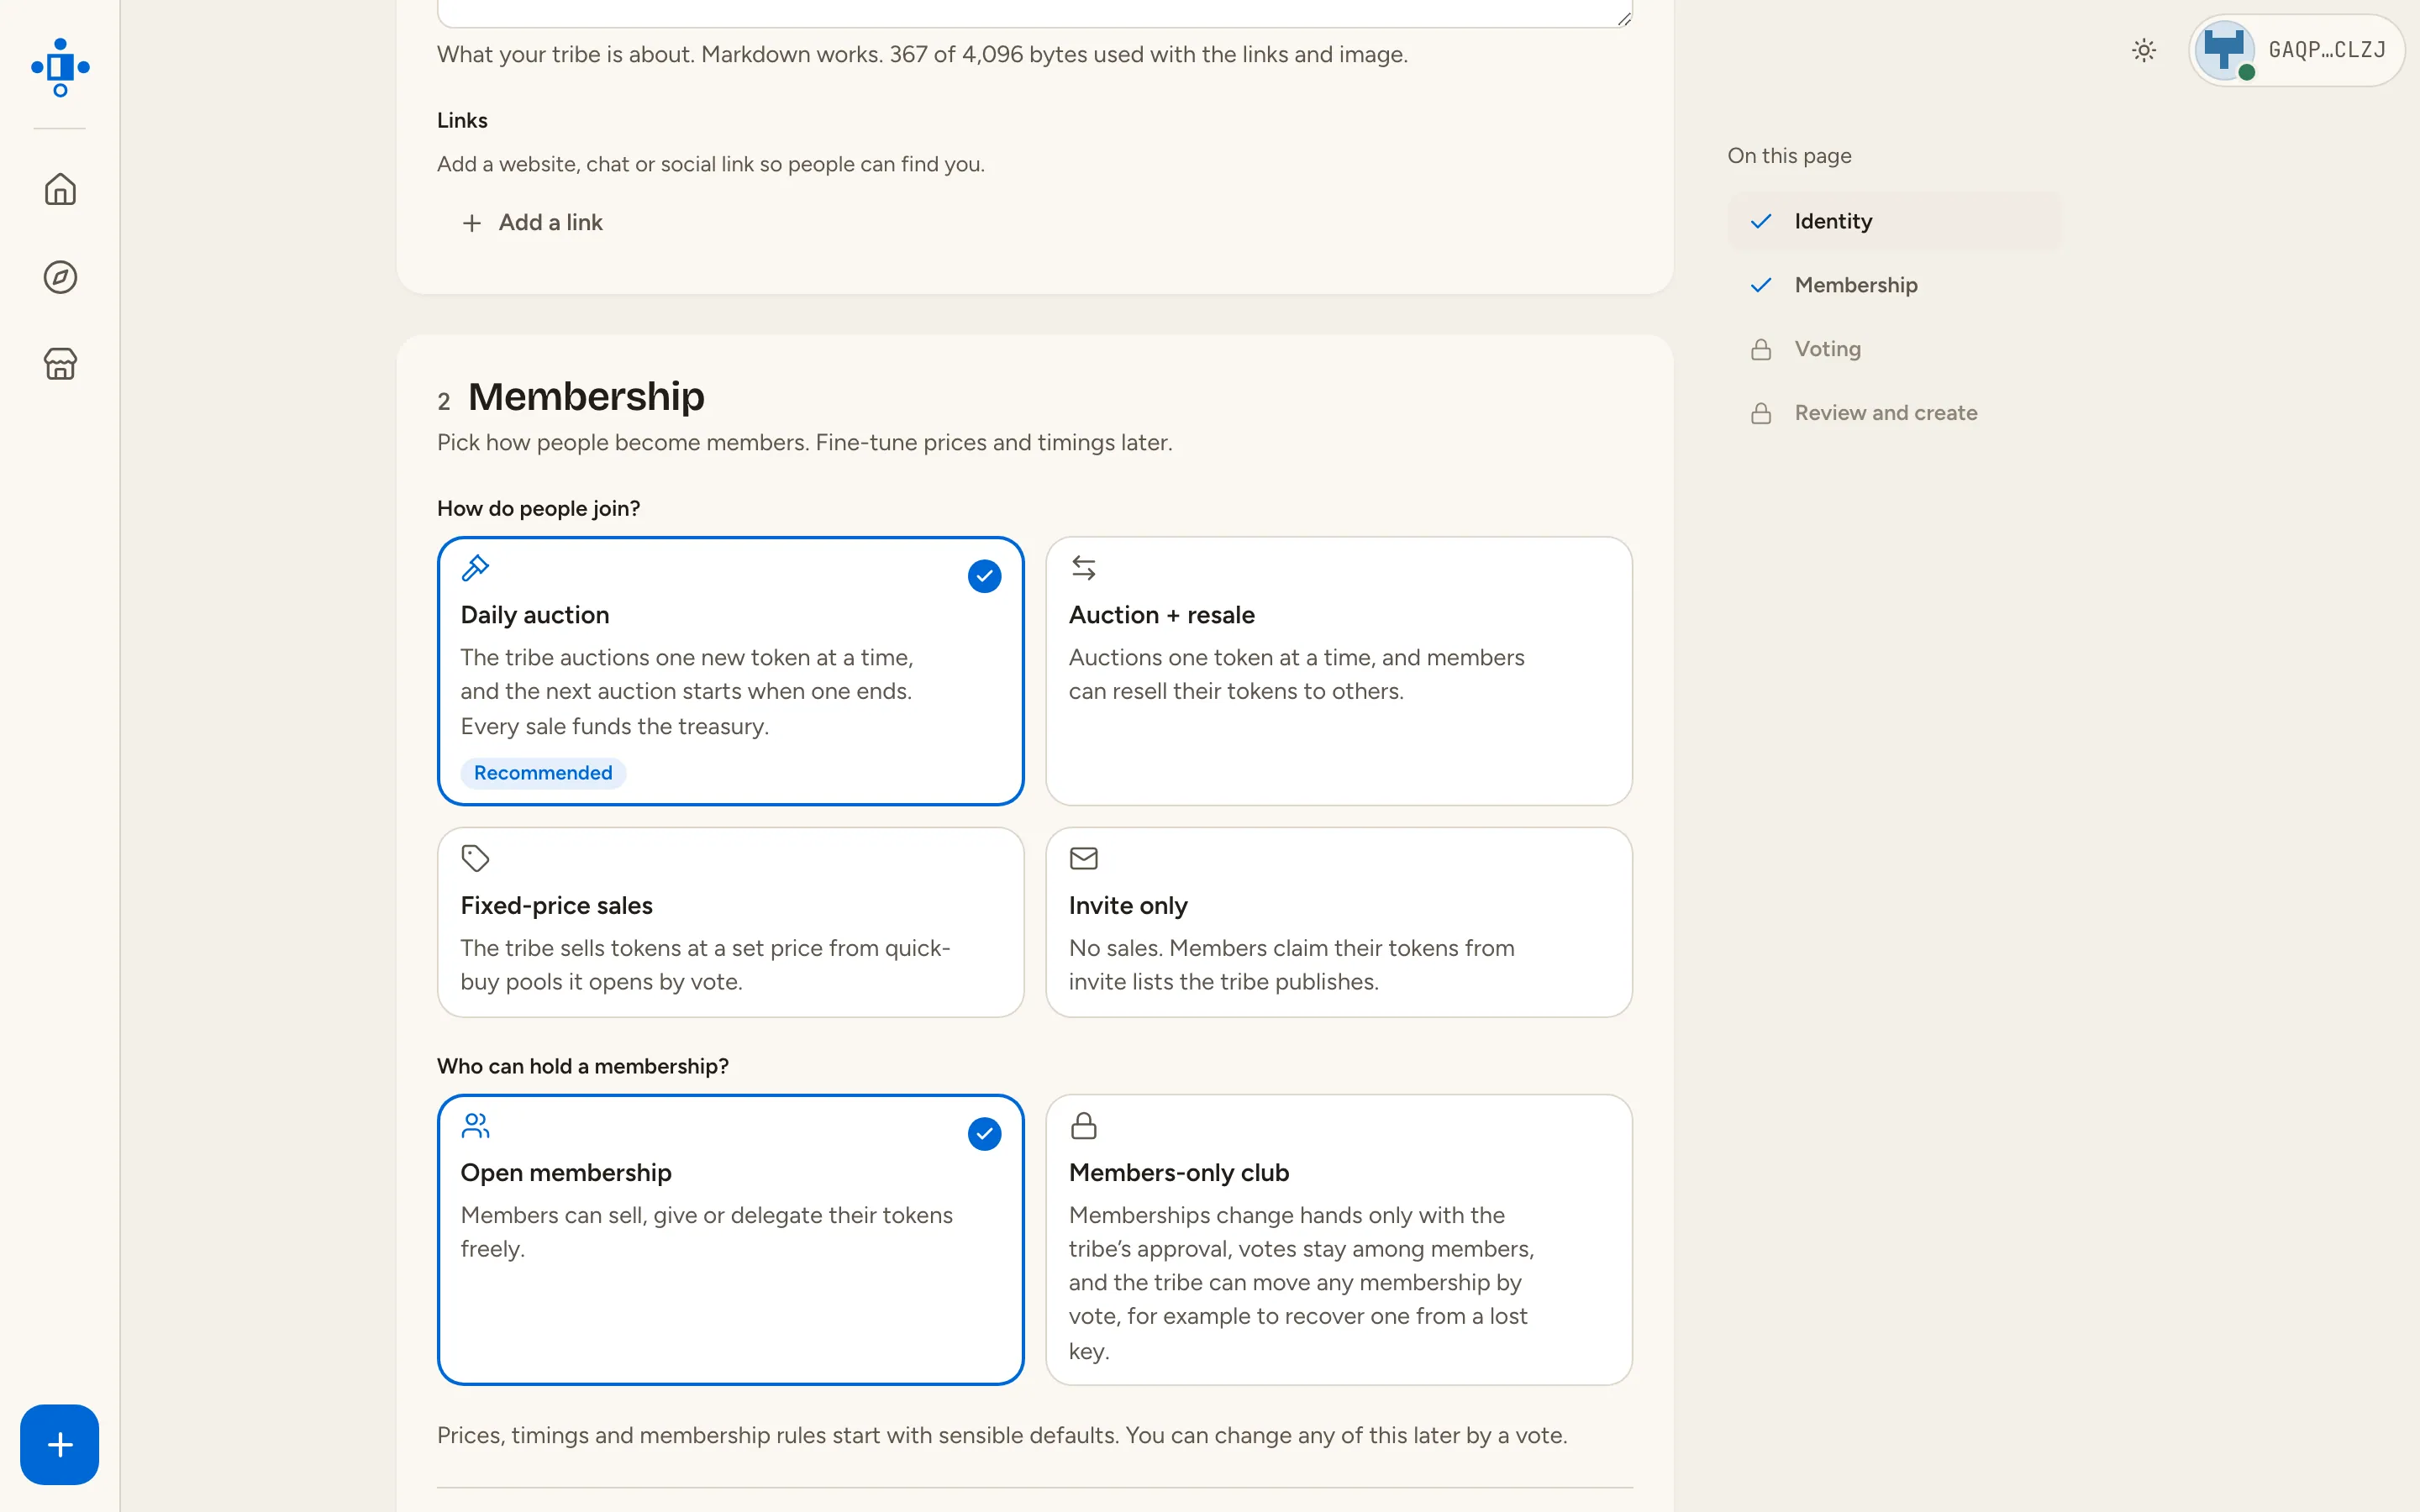 What your tribe is about. Markdown works. 367 of 4,096 bytes used with the links and image.
Links
Add a website, chat or social link so people can find you.
Add a link
2 Membership
Pick how people become members. Fine-tune prices and timings later.
How do people join?
Daily auction
The tribe auctions one new token at a time,
and the next auction starts when one ends.
Every sale funds the treasury.
Recommended
Auction + resale
Auctions one token at a time, and members
can resell their tokens to others.
Fixed-price sales
The tribe sells tokens at a set price from quick-
buy pools it opens by vote.
Invite only
No sales. Members claim their tokens from
invite lists the tribe publishes.
Who can hold a membership?
Open membership
Members can sell, give or delegate their tokens
freely.
Members-only club
Memberships change hands only with the
tribe’s approval, votes stay among members,
and the tribe can move any membership by
vote, for example to recover one from a lost
key.
Prices, timings and membership rules start with sensible defaults. You can change any of this later by a vote.
GAQP…CLZJ
On this page
Identity
Membership
Voting
Review and create